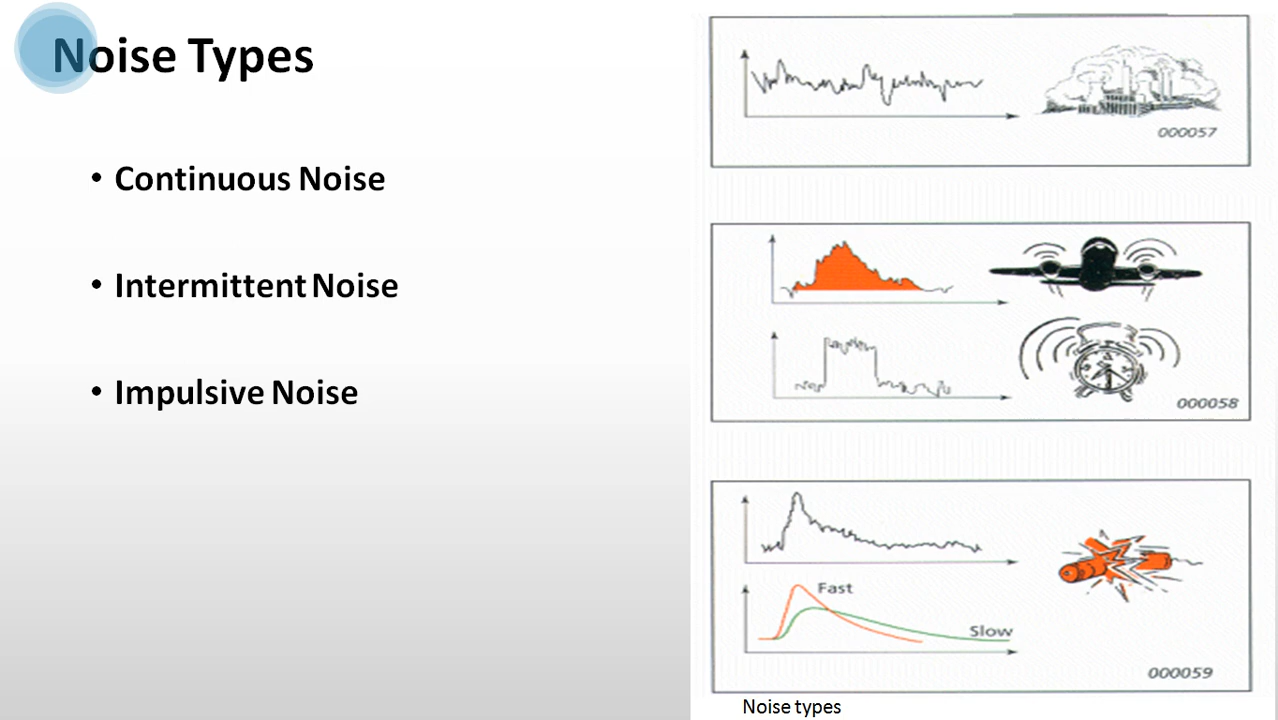 Noise Types
• Continuous Noise
• Intermittent Noise
• Impulsive Noise
000057
000058
Fast
Slow
000059
Noise types